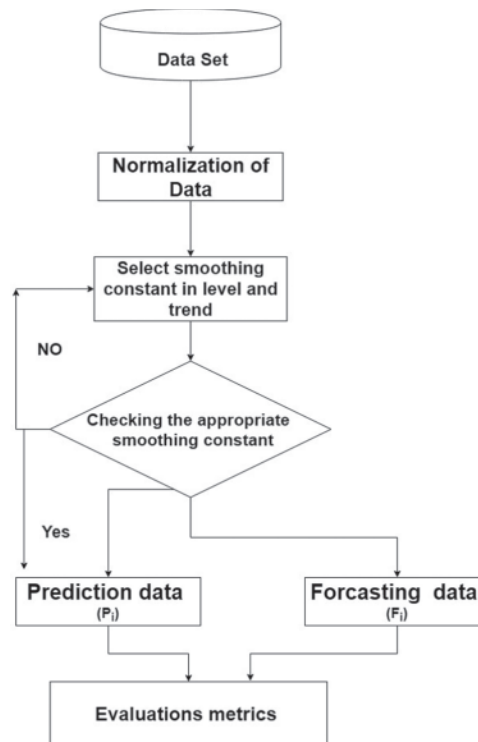 Data Set
Normalization of
Data
Select smoothing
constant in level and
trend
NO
Checking the appropriate
smoothing constant
Yes
Prediction data
(Pi)
Forcasting data
(Fi)
Evaluations metrics